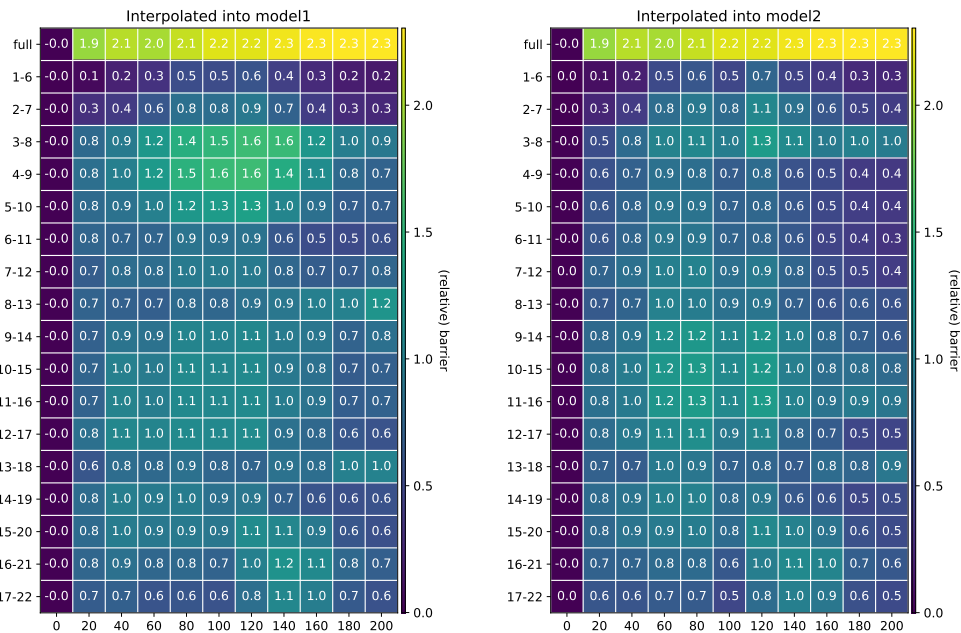 Interpolated into model1 Interpolated into model2
full -0.0 1.9 2.1 2.0 2.1 2.2 2.2 2.3 2.3 2.3 2.3 full -0.0 1.9 2.1 2.0 2.1 2.2 2.2 2.3 2.3 2.3 2.3
1-6 -0.0 0.1 0.2 0.3 0.5 0.5 0.6 0.4 0.3 0.2 0.2 1-6 0.0 0.1 0.2 0.5 0.6 0.5 0.7 0.5 0.4 0.3 0.3
2-7 -0.0 0.3 0.4 0.6 0.8 0.8 0.9 0.7 0.4 0.3 0.3 2-7 0.0 0.3 0.4 0.8 0.9 0.8 1.1 0.9 0.6 0.5 0.4
2.0 2.0
3-8 -0.0 0.8 0.9 1.2 1.4 1.5 1.6 1.6 1.2 1.0 0.9 3-8 -0.0 0.5 0.8 1.0 1.1 1.0 1.3 1.1 1.0 1.0 1.0
4-9 -0.0 0.8 1.0 1.2 1.5 1.6 1.6 1.4 1.1 0.8 0.7 4-9 -0.0 0.6 0.7 0.9 0.8 0.7 0.8 0.6 0.5 0.4 0.4
5-10 -0.0 0.8 0.9 1.0 1.2 1.3 1.3 1.0 0.9 0.7 0.7 5-10 -0.0 0.6 0.8 0.9 0.9 0.7 0.8 0.6 0.5 0.4 0.4
1.5 1.5
6-11 -0.0 0.8 0.7 0.7 0.9 0.9 0.9 0.6 0.5 0.5 0.6 6-11 -0.0 0.6 0.8 0.9 0.9 0.7 0.8 0.6 0.5 0.4 0.3
7-12 -0.0 0.7 0.8 0.8 1.0 1.0 1.0 0.8 0.7 0.7 0.8 7-12 0.0 0.7 0.9 1.0 0.9 0.9 0.9 0.8 0.5 0.5 0.4
8-13 -0.0 0.7 0.7 0.7 0.8 0.8 0.9 0.9 1.0 1.0 1.2 8-13 -0.0 0.7 0.7 1.0 1.0 0.9 0.9 0.9 0.7 0.6 0.6
(relative) barrier (relative) barrier
9-14 -0.0 0.7 0.9 0.9 1.0 1.0 1.1 0.9 0.9 0.7 0.8 9-14 -0.0 0.8 0.9 1.2 1.2 1.1 1.2 1.0 0.8 0.7 0.6
1.0 1.0
10-15 -0.0 0.7 1.0 1.0 1.1 1.1 1.1 0.9 0.8 0.7 0.7 10-15 0.0 0.8 1.0 1.2 1.3 1.1 1.2 1.0 0.8 0.8 0.8
11-16 -0.0 0.7 1.0 1.0 1.1 1.1 1.1 1.0 0.9 0.7 0.7 11-16 0.0 0.8 1.0 1.2 1.3 1.1 1.3 1.0 0.9 0.9 0.9
12-17 -0.0 0.8 1.1 1.0 1.1 1.1 1.1 0.9 0.8 0.6 0.6 12-17 -0.0 0.8 0.9 1.1 1.1 0.9 1.1 0.8 0.7 0.5 0.5
13-18 -0.0 0.6 0.8 0.8 0.9 0.8 0.7 0.9 0.8 1.0 1.0 13-18 -0.0 0.7 0.7 1.0 0.9 0.7 0.8 0.7 0.8 0.8 0.9
0.5 0.5
14-19 -0.0 0.8 1.0 0.9 1.0 0.9 0.9 0.7 0.6 0.6 0.6 14-19 -0.0 0.8 0.9 1.0 1.0 0.8 0.9 0.6 0.6 0.5 0.5
15-20 -0.0 0.8 1.0 0.9 0.9 0.9 1.1 1.1 0.9 0.6 0.6 15-20 -0.0 0.8 0.9 0.9 1.0 0.8 1.1 1.0 0.9 0.6 0.5
16-21 -0.0 0.7 0.9 0.8 0.8 0.7 1.0 1.2 1.1 0.8 0.7 16-21 -0.0 0.7 0.7 0.8 0.8 0.6 1.0 1.1 1.0 0.7 0.6
17-22 -0.0 0.7 0.7 0.6 0.6 0.6 0.8 1.1 1.0 0.7 0.6 17-22 0.0 0.6 0.6 0.7 0.7 0.5 0.8 1.0 0.9 0.6 0.5
0.0 0.0
0 20 40 60 80 100 120 140 160 180 200 0 20 40 60 80 100 120 140 160 180 200